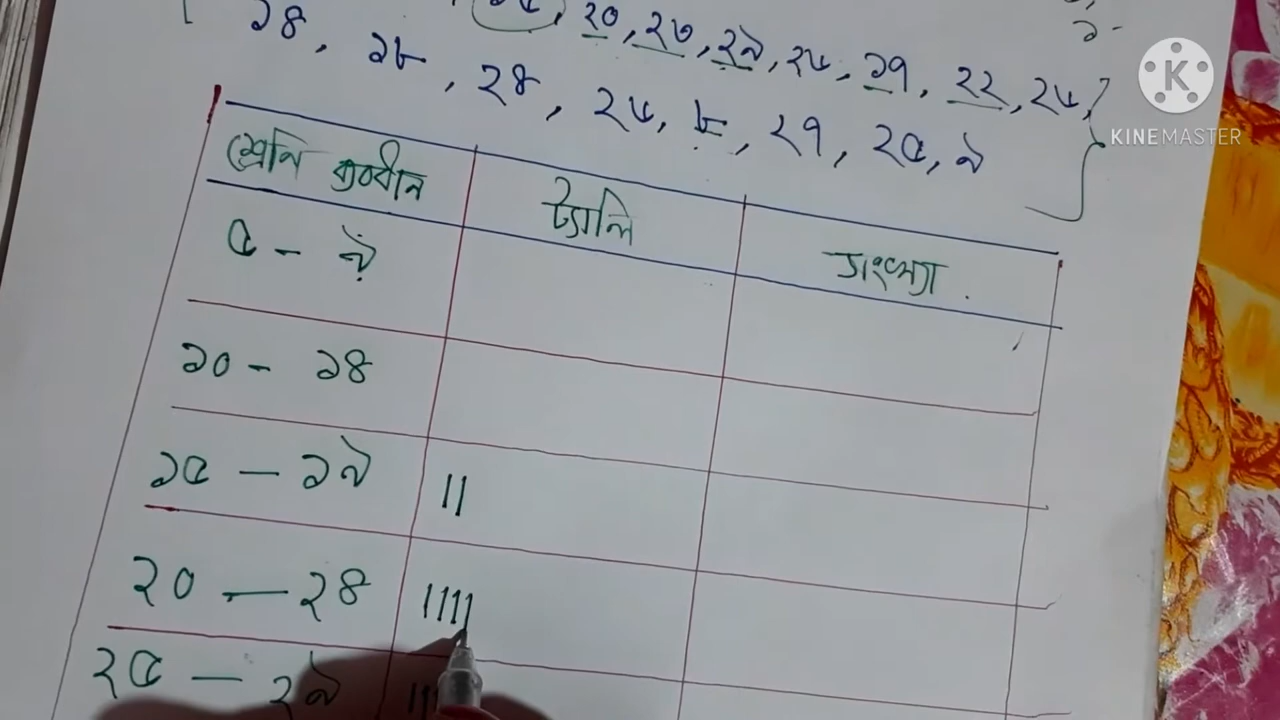 ২০, ২৩, ২৯, ২৬, ১৭, ২২, ২৬,
১৪, ১৮, ২৪, ২৬, ৮, ২৭, ২৫, ৯
KINEMASTER
শ্রেনি ব্যবধান ট্যালি সংখ্যা .
৫ - ৯
১০ - ১৪
১৫ - ১৯ ||
২০ - ২৪ ||||
২৫ - ২৯